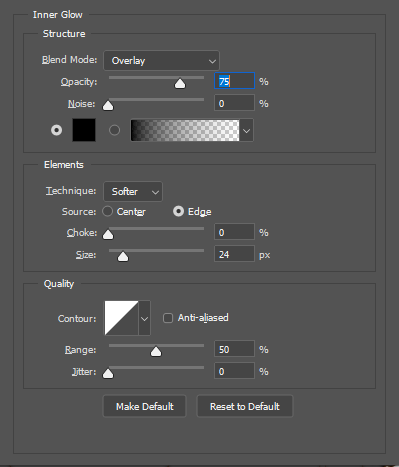 Inner Glow
Structure
Blend Mode: Overlay
Opacity: 75 %
Noise: 0 %
Elements
Technique: Softer
Source: Center Edge
Choke: 0 %
Size: 24 px
Quality
Contour: Anti-aliased
Range: 50 %
Jitter: 0 %
Make Default Reset to Default